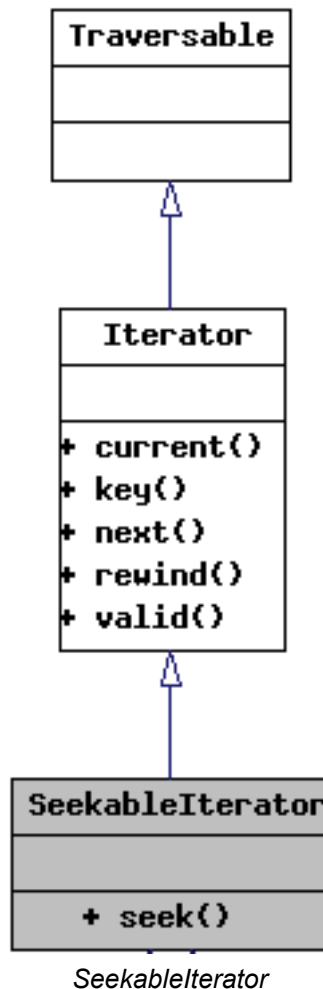 Traversable
Iterator
+ current()
+ key()
+ next()
+ rewind()
+ valid()
SeekableIterator
+ seek()
SeekableIterator